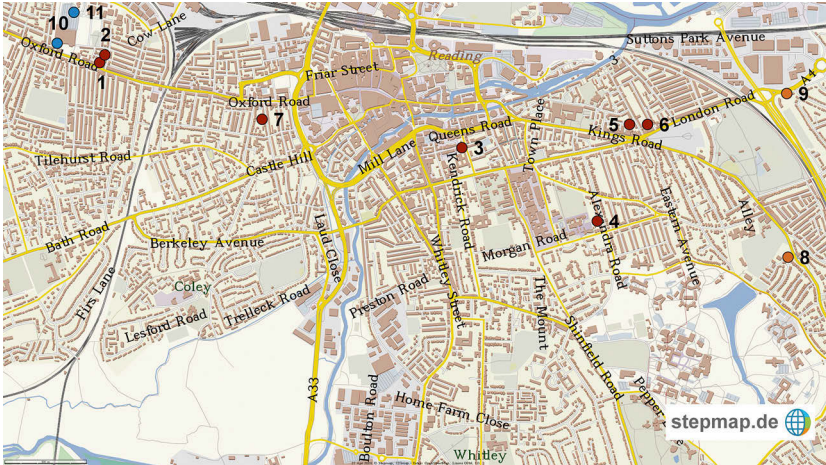 11
10
Cow Lane
2
Oxford Road
1
Friar Street
Reading
Suttons Park Avenue
3
A4
9
Oxford Road
7
Queens Road
Town Place
5
6
London Road
Kings Road
Tilehurst Road
Castle Hill
Mill Lane
3
Kendrick Road
Alexandra Road
4
Eastern Avenue
Alley
Bath Road
Berkeley Avenue
Laud Close
Whitley Street
Morgan Road
8
Firs Lane
Coley
Preston Road
The Mount
Lesford Road
Trelleck Road
Shinfield Road
A 33
Boulton Road
Home Farm Close
Pepper
stepmap.de
Whitley